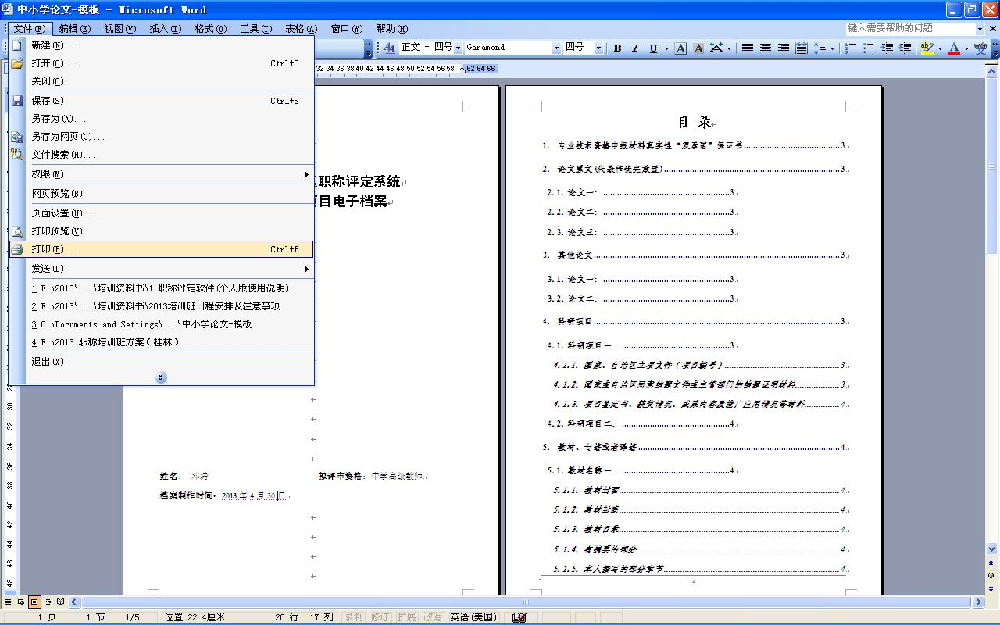 中小学论文-模板 - Microsoft Word
文件(F) 编辑(E) 视图(V) 插入(I) 格式(O) 工具(T) 表格(A) 窗口(W) 帮助(H) 键入需要帮助的问题
正文 + 四号 Garamond 四号 B I U A A A ab A wén
新建(N)...
打开(O)... Ctrl+O
关闭(C)
保存(S) Ctrl+S
另存为(A)...
另存为网页(G)...
文件搜索(H)...
权限(M)
网页预览(B)
页面设置(U)...
打印预览(V)
打印(P)... Ctrl+P
发送(D)
1 F:\2013\...\培训资料书\1.职称评定软件(个人版使用说明)
2 F:\2013\...\培训资料书\2013培训班日程安排及注意事项
3 C:\Documents and Settings\...\中小学论文-模板
4 F:\2013 职称培训班方案(桂林)
退出(X)
32 34 36 38 40 42 44 46 48 50 52 54 56 58 62 64 66
30
32
34
36
38
40
42
44
46
48
职称评定系统
目电子档案
姓名: 邓涛 拟评审资格:中学高级教师
档案制作时间:2013年4月30日
目 录
1. 专业技术资格申报材料真实性“双承诺”保证书 3
2. 论文原文(代表作优先放置) 3
2.1. 论文一: 3
2.2. 论文二: 3
2.3. 论文三: 3
3. 其他论文 3
3.1. 论文一: 3
3.2. 论文二: 3
4. 科研项目 3
4.1. 科研项目一: 3
4.1.1. 国家、自治区立项文件(项目编号) 3
4.1.2. 国家或自治区同意结题文件或主管部门的结题证明材料 3
4.1.3. 项目鉴定书、获奖情况、成果内容及推广应用情况等材料 4
4.2. 科研项目二: 4
5. 教材、专著或者译著 4
5.1. 教材名称一: 4
5.1.1. 教材封面 4
5.1.2. 教材封底 4
5.1.3. 教材目录 4
5.1.4. 有摘要的部分 4
5.1.5. 本人撰写的部分章节 4
2
1 页 1 节 1/5 位置 22.4厘米 20 行 17 列 录制 修订 扩展 改写 英语(美国)